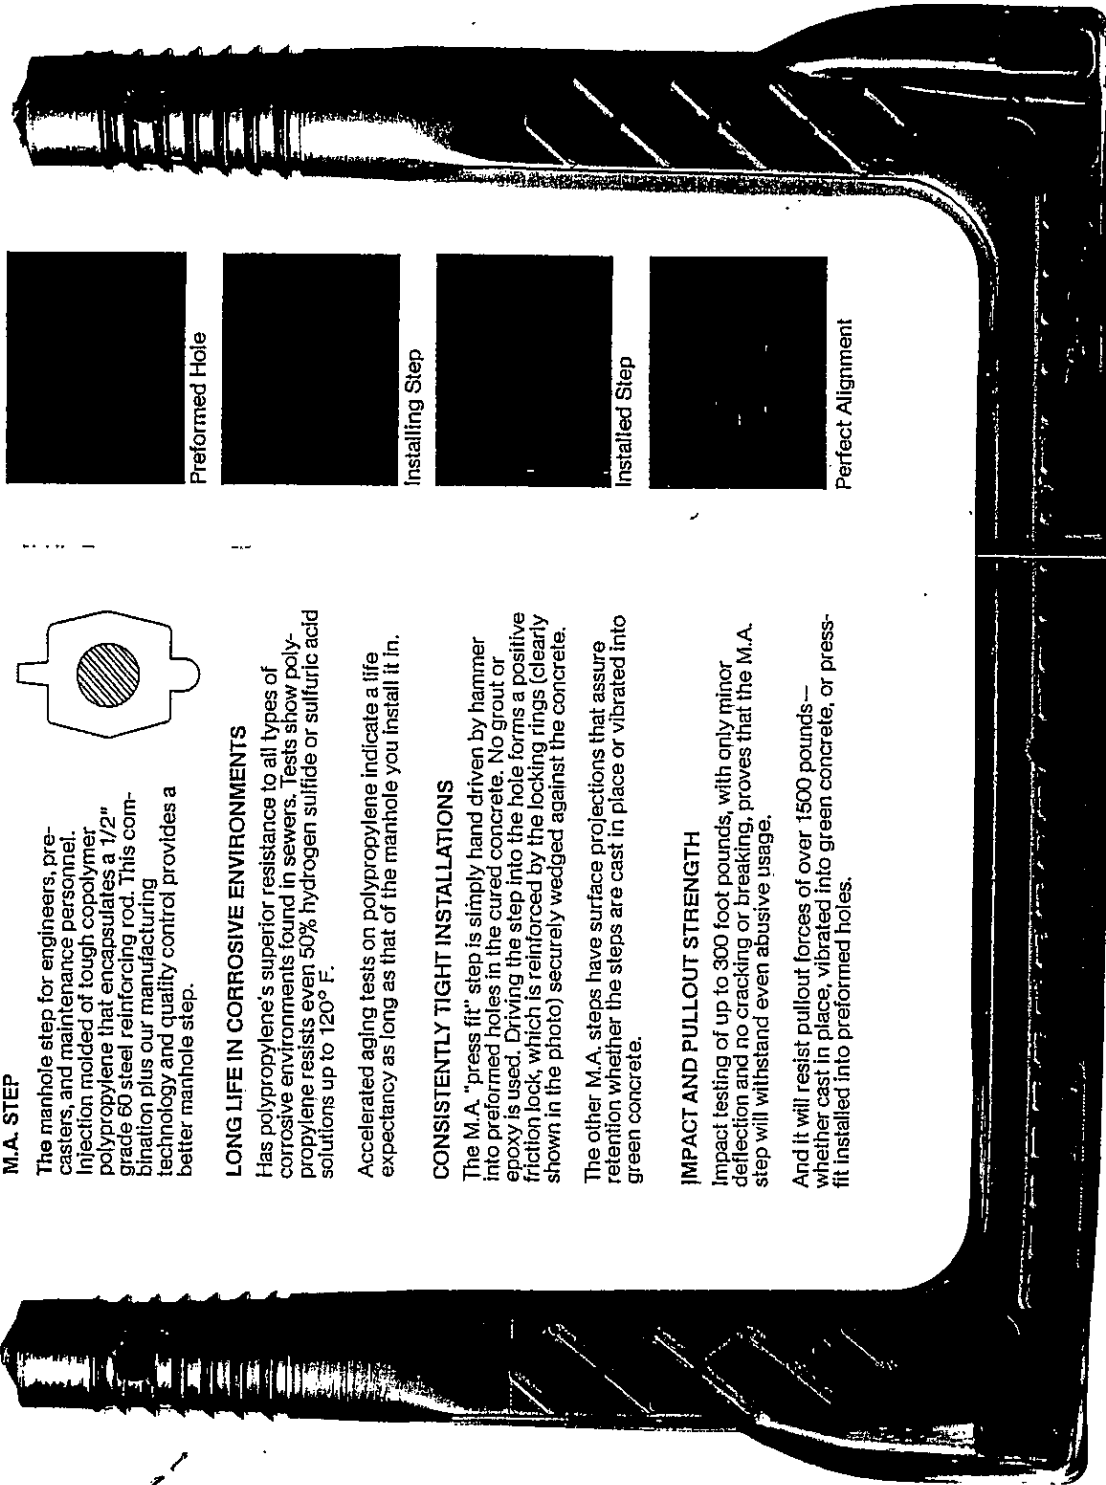 M.A. STEP
The manhole step for engineers, pre-
casters, and maintenance personnel.
Injection molded of tough copolymer
polypropylene that encapsulates a 1/2"
grade 60 steel reinforcing rod. This com-
bination plus our manufacturing
technology and quality control provides a
better manhole step.
LONG LIFE IN CORROSIVE ENVIRONMENTS
Has polypropylene's superior resistance to all types of
corrosive environments found in sewers. Tests show poly-
propylene resists even 50% hydrogen sulfide or sulfuric acid
solutions up to 120° F.
Accelerated aging tests on polypropylene indicate a life
expectancy as long as that of the manhole you install it in.
CONSISTENTLY TIGHT INSTALLATIONS
The M.A. "press fit" step is simply hand driven by hammer
into preformed holes in the cured concrete. No grout or
epoxy is used. Driving the step into the hole forms a positive
friction lock, which is reinforced by the locking rings (clearly
shown in the photo) securely wedged against the concrete.
The other M.A. steps have surface projections that assure
retention whether the steps are cast in place or vibrated into
green concrete.
IMPACT AND PULLOUT STRENGTH
Impact testing of up to 300 foot pounds, with only minor
deflection and no cracking or breaking, proves that the M.A.
step will withstand even abusive usage.
And it will resist pullout forces of over 1500 pounds—
whether cast in place, vibrated into green concrete, or press-
fit installed into preformed holes.
Preformed Hole
Installing Step
Installed Step
Perfect Alignment